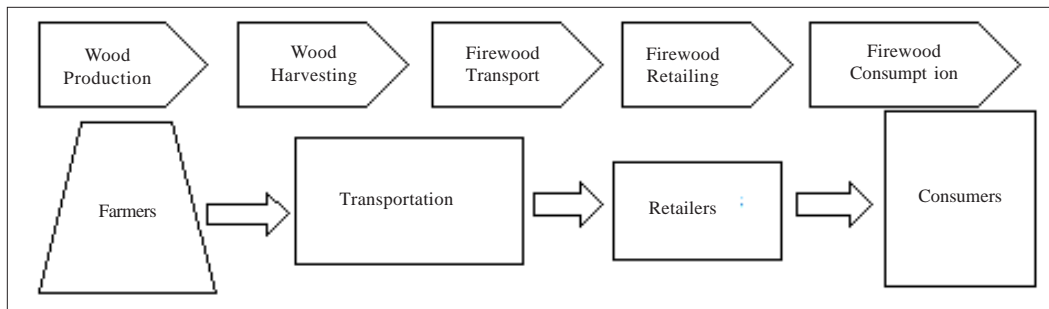 Wood
Production
Wood
Harvesting
Firewood
Transport
Firewood
Retailing
Firewood
Consumpt ion
Farmers
Transportation
Retailers
Consumers